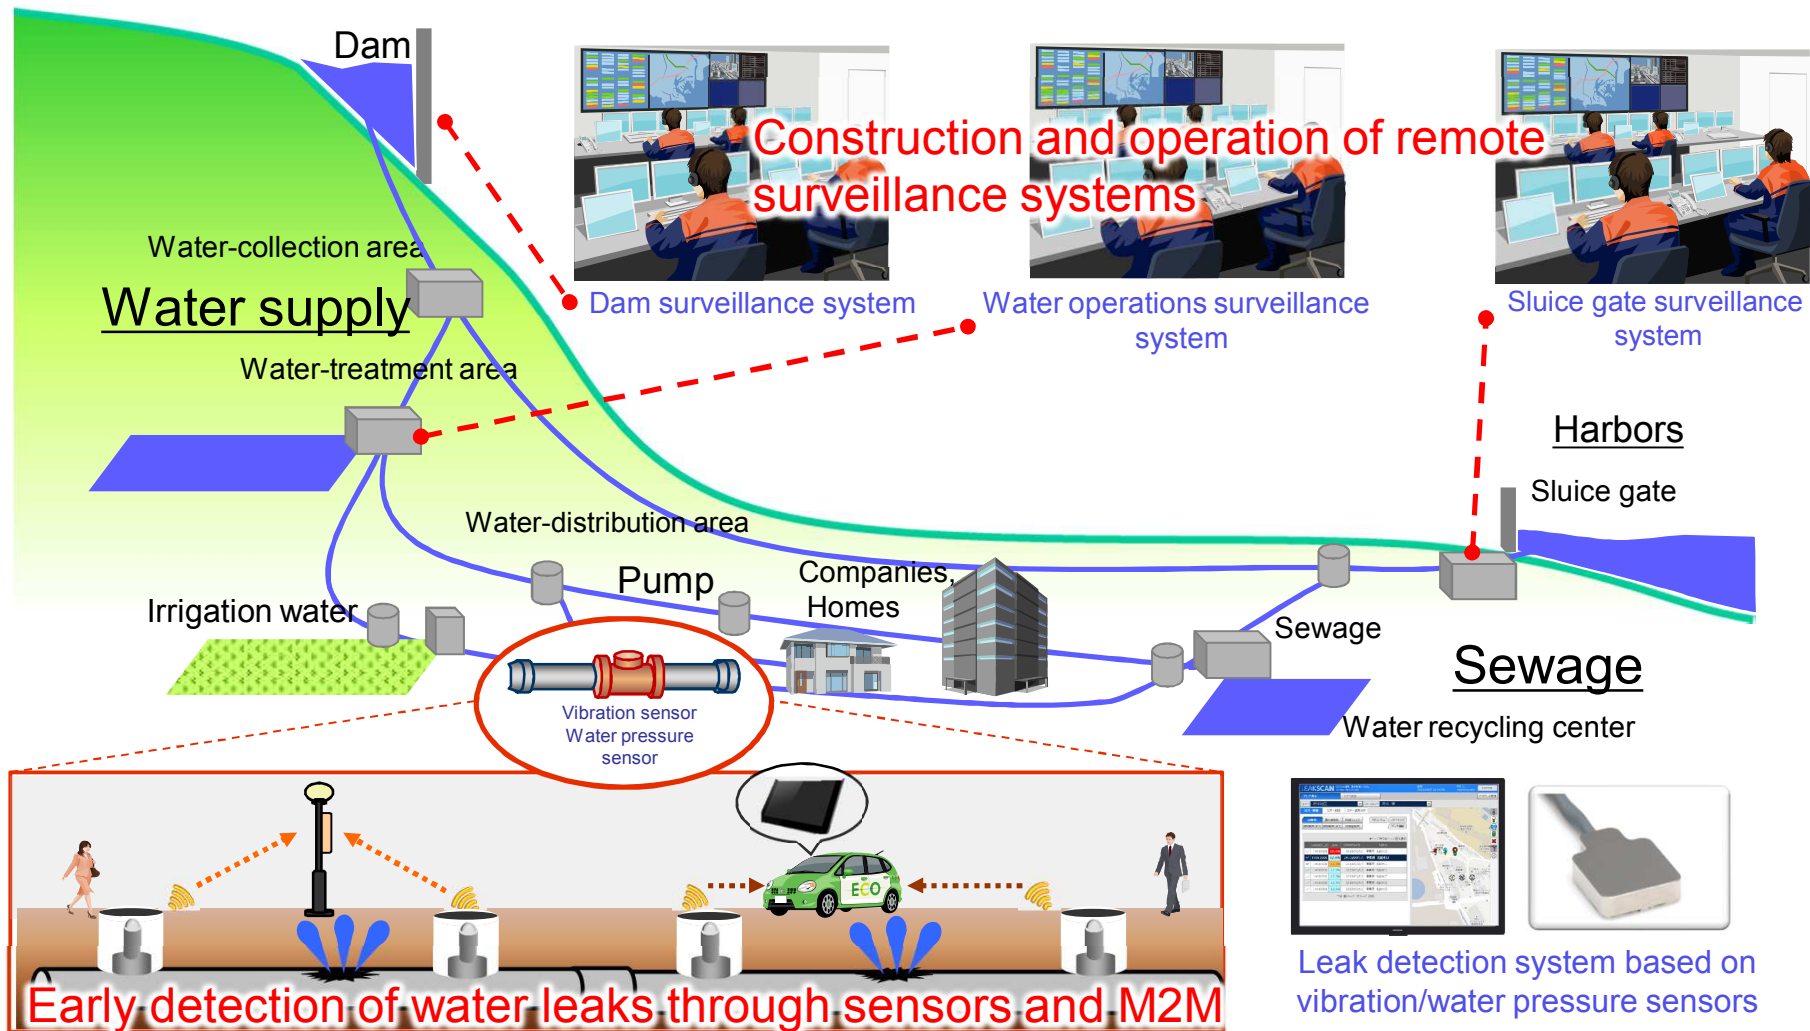 Dam
Construction and operation of remote
surveillance systems
Water-collection area
Water supply
Dam surveillance system
Water operations surveillance
system
Sluice gate surveillance
system
Water-treatment area
Harbors
Sluice gate
Water-distribution area
Pump
Companies,
Homes
Irrigation water
Sewage
Sewage
Water recycling center
Vibration sensor
Water pressure
sensor
LEAKSCAN
ECO
Leak detection system based on
vibration/water pressure sensors
Early detection of water leaks through sensors and M2M